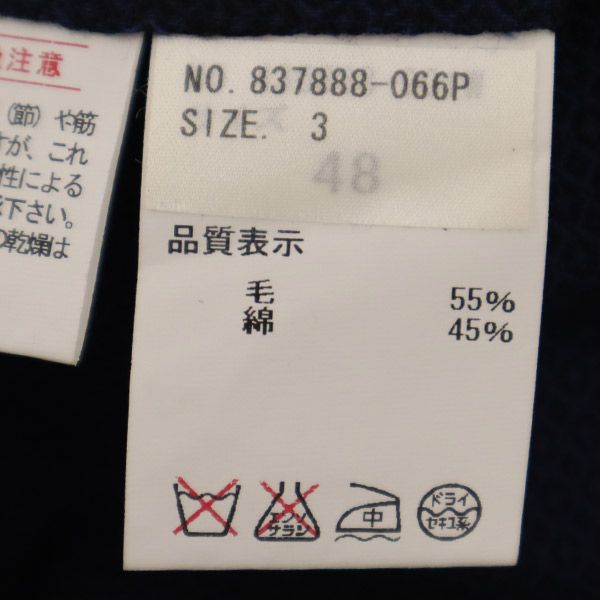 注意
(節)や筋
すが、これ
性による
下さい。
の乾燥は
NO. 837888-066P
SIZE. 3
48
品質表示
毛 55%
綿 45%
エンソ
サラシ
中
ドライ
セキユ系